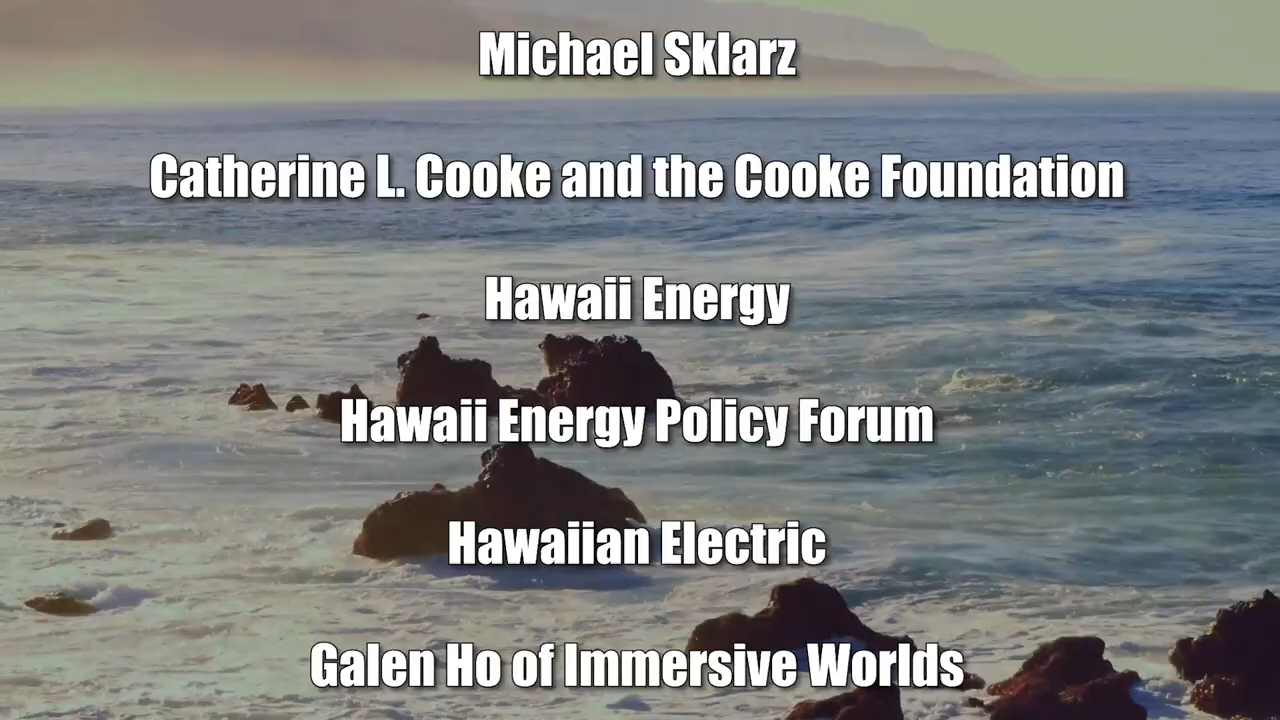 Michael Sklarz
Catherine L. Cooke and the Cooke Foundation
Hawaii Energy
Hawaii Energy Policy Forum
Hawaiian Electric
Galen Ho of Immersive Worlds